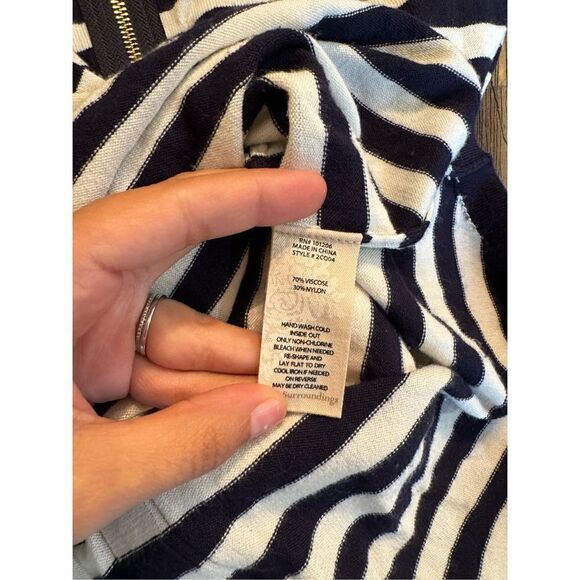 RN# 101206
MADE IN CHINA
STYLE # 2CO04
70% VISCOSE
30% NYLON
HAND WASH COLD
INSIDE OUT
ONLY NON-CHLORINE
BLEACH WHEN NEEDED
RE-SHAPE AND
LAY FLAT TO DRY
COOL IRON IF NEEDED
ON REVERSE
MAY BE DRY CLEANED
Surroundings